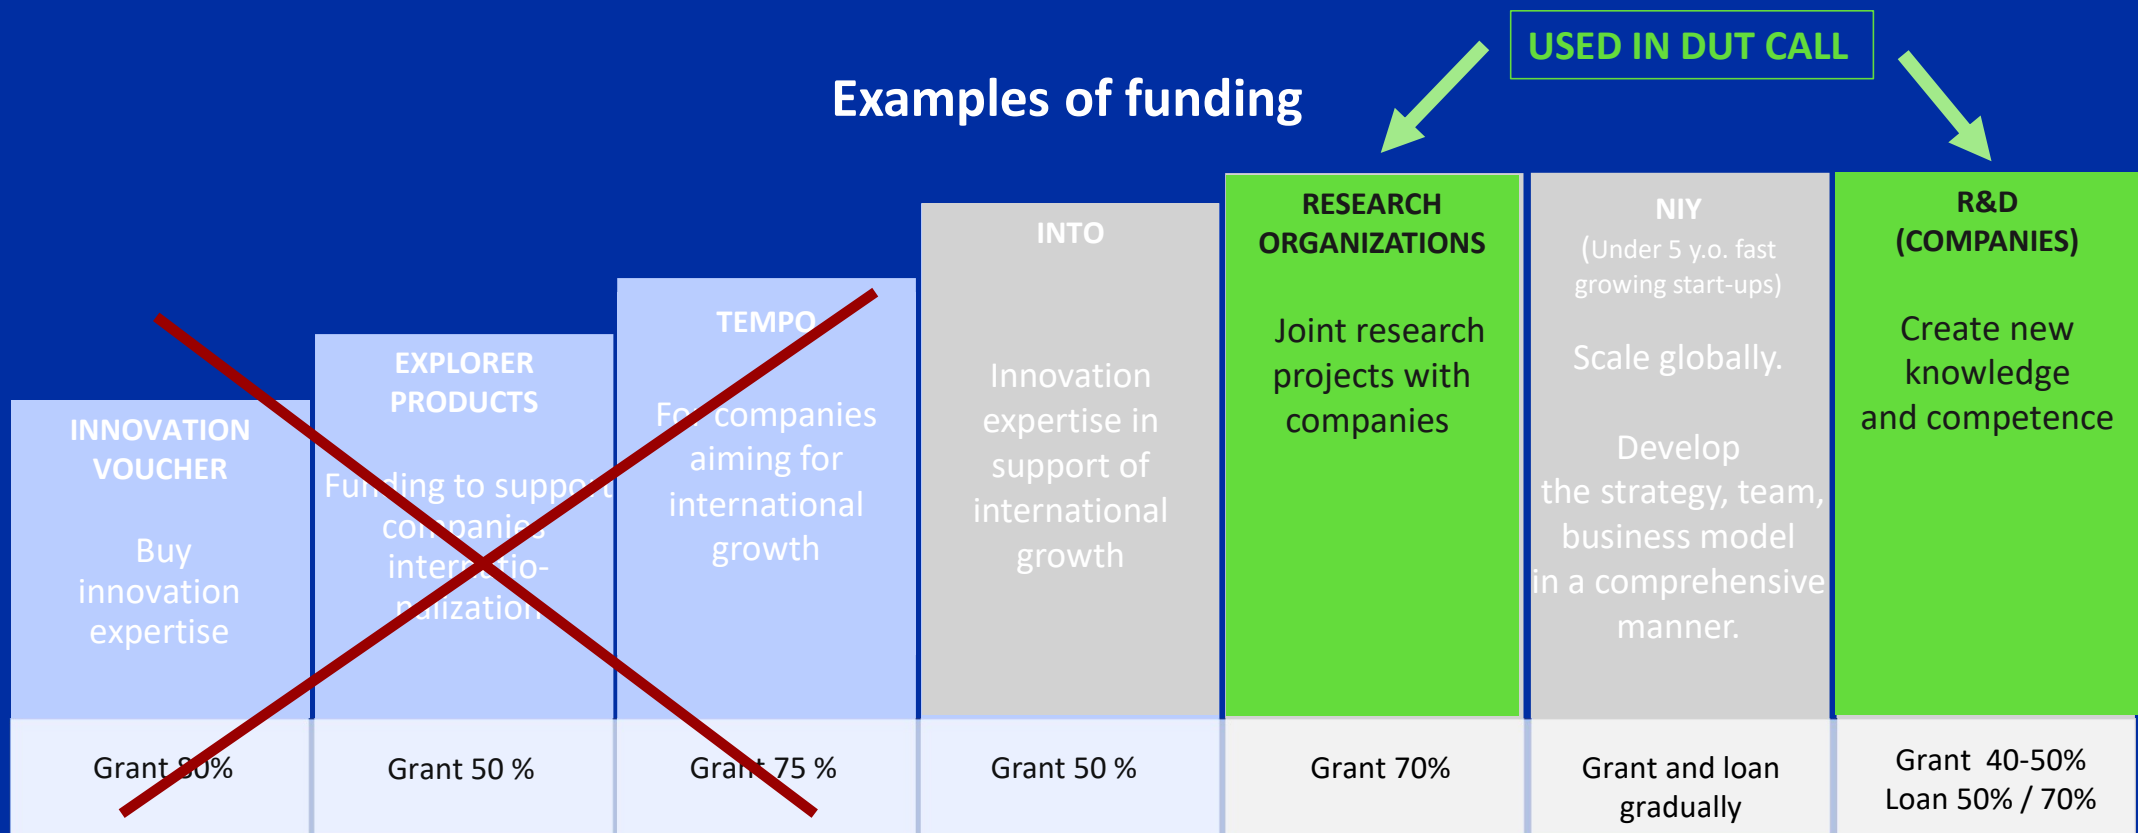 USED IN DUT CALL
Examples of funding
INNOVATION
VOUCHER
Buy
innovation
expertise
Grant 80%
EXPLORER
PRODUCTS
Funding to support
companies
internatio-
nalization
Grant 50 %
TEMPO
For companies
aiming for
international
growth
Grant 75 %
INTO
Innovation
expertise in
support of
international
growth
Grant 50 %
RESEARCH
ORGANIZATIONS
Joint research
projects with
companies
Grant 70%
NIY
(Under 5 y.o. fast
growing start-ups)
Scale globally.
Develop
the strategy, team,
business model
in a comprehensive
manner.
Grant and loan
gradually
R&D
(COMPANIES)
Create new
knowledge
and competence
Grant 40-50%
Loan 50% / 70%